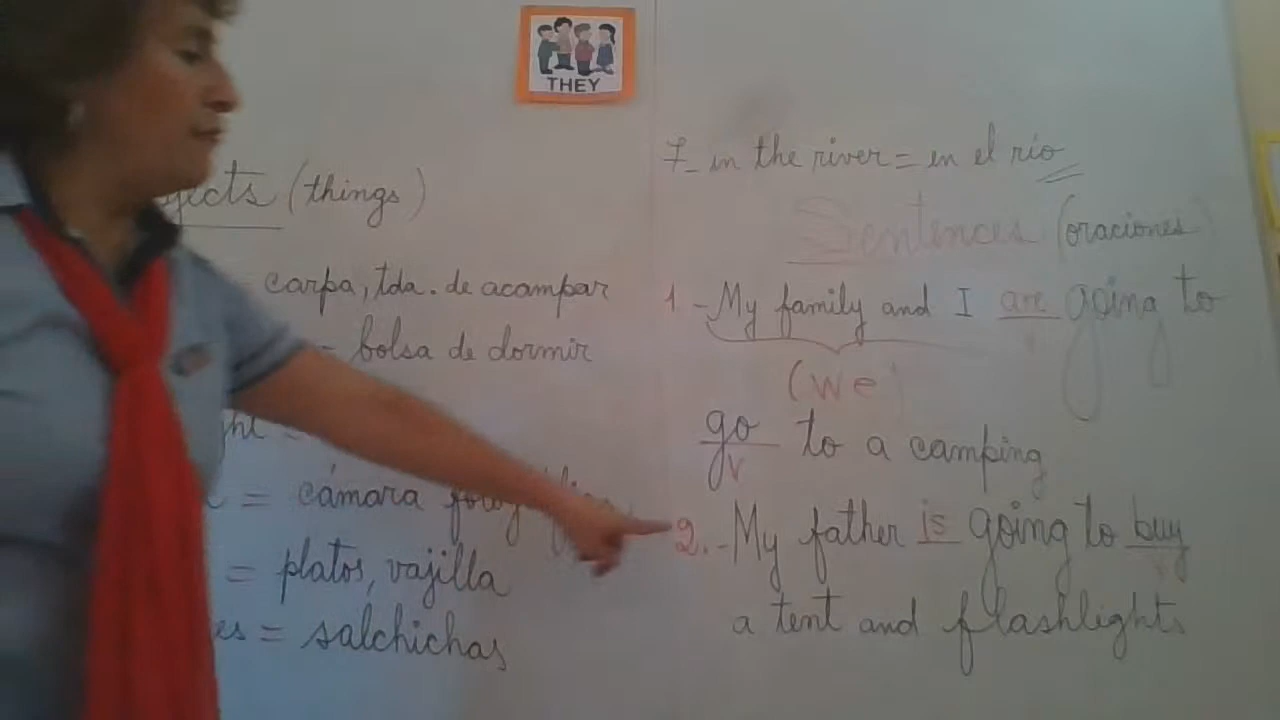 THEY
jects (things)
carpa, tda. de acampar
= bolsa de dormir
ght =
= cámara
= platos, vajilla
es = salchichas
7_ in the river = en el río
Sentences (oraciones)
1.- My family and I are going to
(we)
go to a camping
v
2.- My father is going to buy
a tent and flashlights